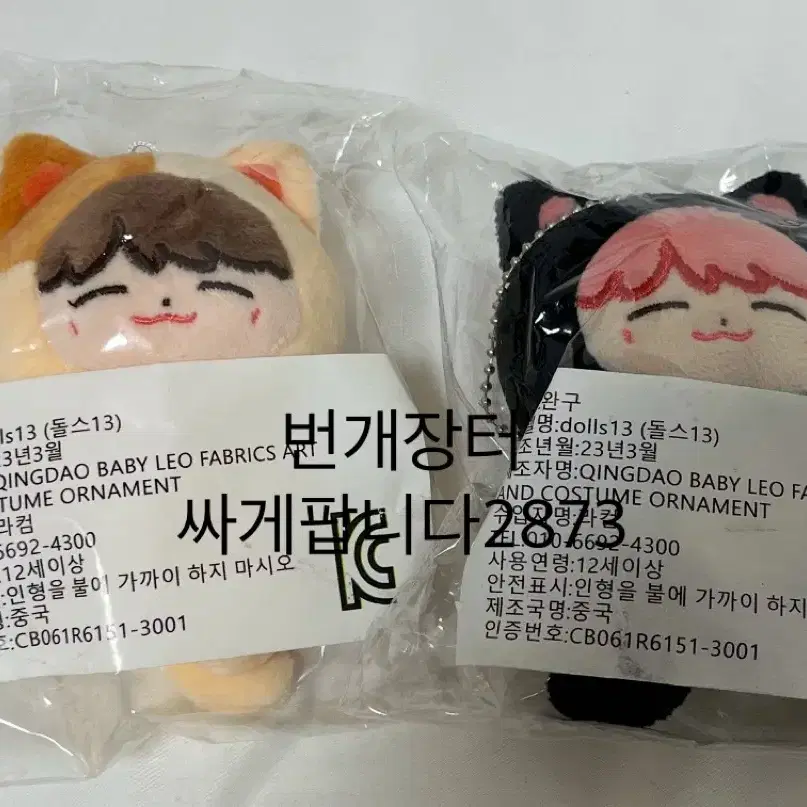 ls13 (돌스13)
3년3월
QINGDAO BABY LEO FABRICS ART
TUME ORNAMENT
라컴
6692-4300
12세이상
:인형을 불에 가까이 하지 마시오
:중국
:CB061R6151-3001
완구
명:dolls13 (돌스13)
조년월:23년3월
조자명:QINGDAO BABY LEO FA
AND COSTUME ORNAMENT
수입자명:라컴
010-6692-4300
사용연령:12세이상
안전표시:인형을 불에 가까이 하지
제조국명:중국
인증번호:CB061R6151-3001
번개장터
싸게팝니다2873